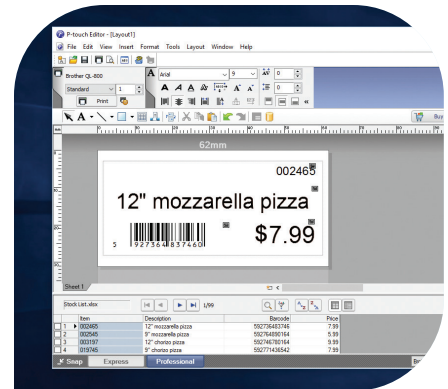 P-touch Editor - [Layout1]
File Edit View Insert Format Tools Layout Window Help
Brother QL-800
Standard 1
Print
A Arial 9 0
0
Buy
62mm
002465
12" mozzarella pizza
$7.99
5 927364 837460
Sheet 1
Stock List.xlsx 1/99
Item Description Barcode Price
1 002465 12" mozzarella pizza 592736483746 7.99
2 002545 9" mozzarella pizza 592764890164 5.99
3 003197 12" chorizo pizza 592746780164 9.99
4 019745 9" chorizo pizza 592771436542 7.99
Snap Express Professional